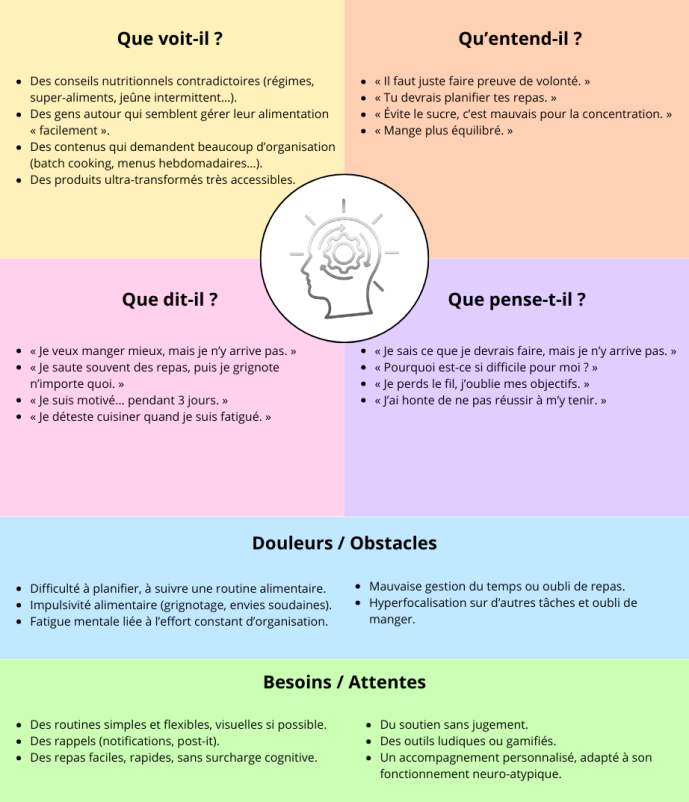 Que voit-il ?
• Des conseils nutritionnels contradictoires (régimes,
super-aliments, jeûne intermittent...).
• Des gens autour qui semblent gérer leur alimentation
« facilement ».
• Des contenus qui demandent beaucoup d’organisation
(batch cooking, menus hebdomadaires...).
• Des produits ultra-transformés très accessibles.
Qu’entend-il ?
• « Il faut juste faire preuve de volonté. »
• « Tu devrais planifier tes repas. »
• « Évite le sucre, c’est mauvais pour la concentration. »
• « Mange plus équilibré. »
Que dit-il ?
• « Je veux manger mieux, mais je n’y arrive pas. »
• « Je saute souvent des repas, puis je grignote
n’importe quoi. »
• « Je suis motivé... pendant 3 jours. »
• « Je déteste cuisiner quand je suis fatigué. »
Que pense-t-il ?
• « Je sais ce que je devrais faire, mais je n’y arrive pas. »
• « Pourquoi est-ce si difficile pour moi ? »
• « Je perds le fil, j’oublie mes objectifs. »
• « J’ai honte de ne pas réussir à m’y tenir. »
Douleurs / Obstacles
• Difficulté à planifier, à suivre une routine alimentaire.
• Impulsivité alimentaire (grignotage, envies soudaines).
• Fatigue mentale liée à l’effort constant d’organisation.
• Mauvaise gestion du temps ou oubli de repas.
• Hyperfocalisation sur d’autres tâches et oubli de
manger.
Besoins / Attentes
• Des routines simples et flexibles, visuelles si possible.
• Des rappels (notifications, post-it).
• Des repas faciles, rapides, sans surcharge cognitive.
• Du soutien sans jugement.
• Des outils ludiques ou gamifiés.
• Un accompagnement personnalisé, adapté à son
fonctionnement neuro-atypique.